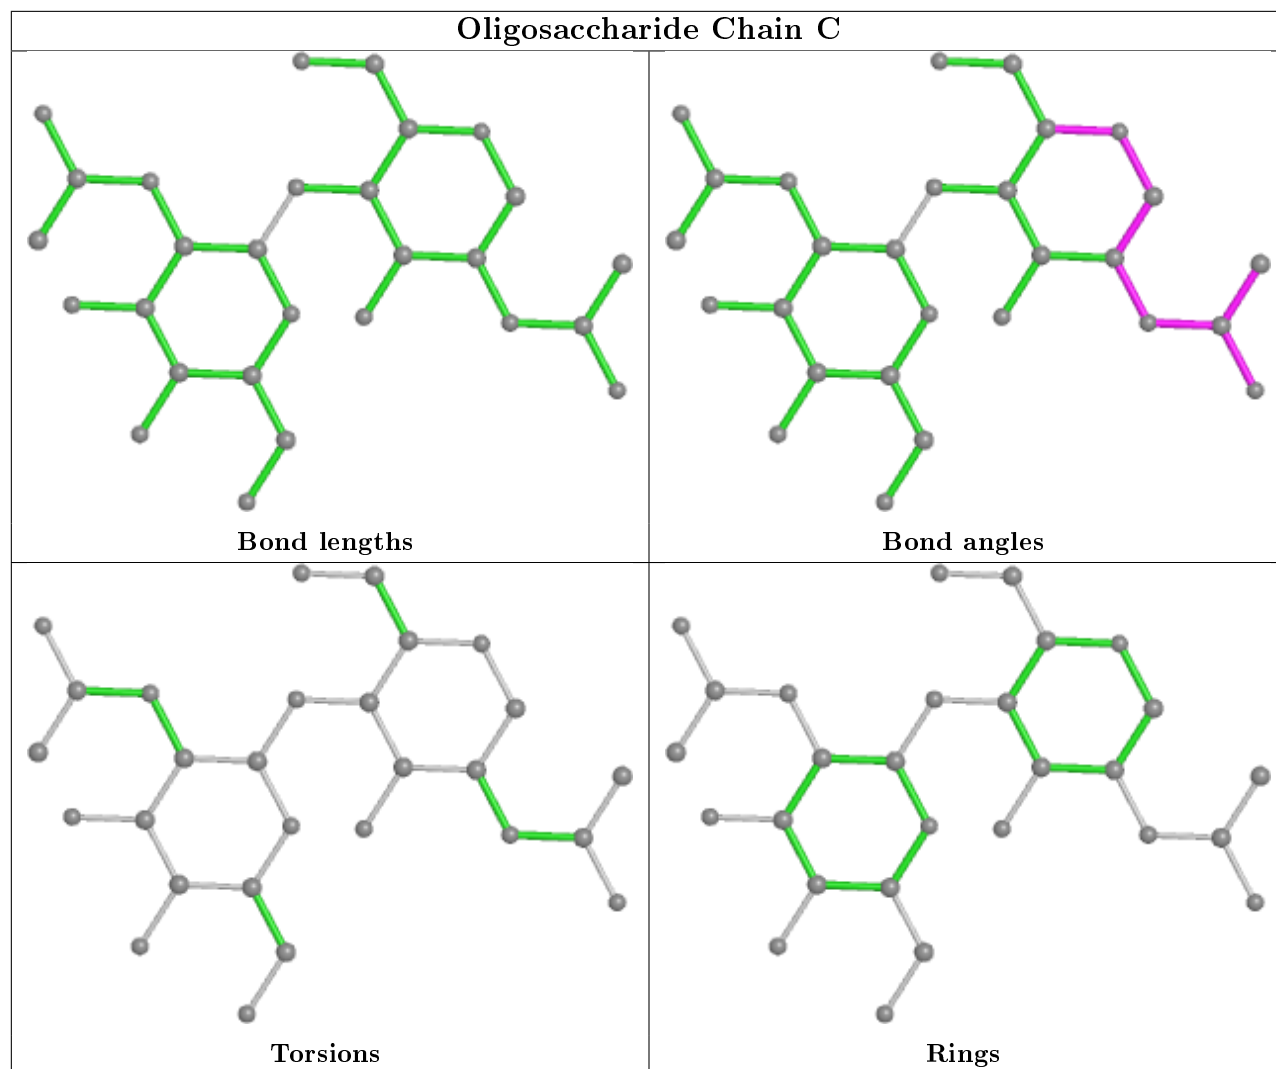 Oligosaccharide Chain C
Bond lengths
Bond angles
Torsions
Rings